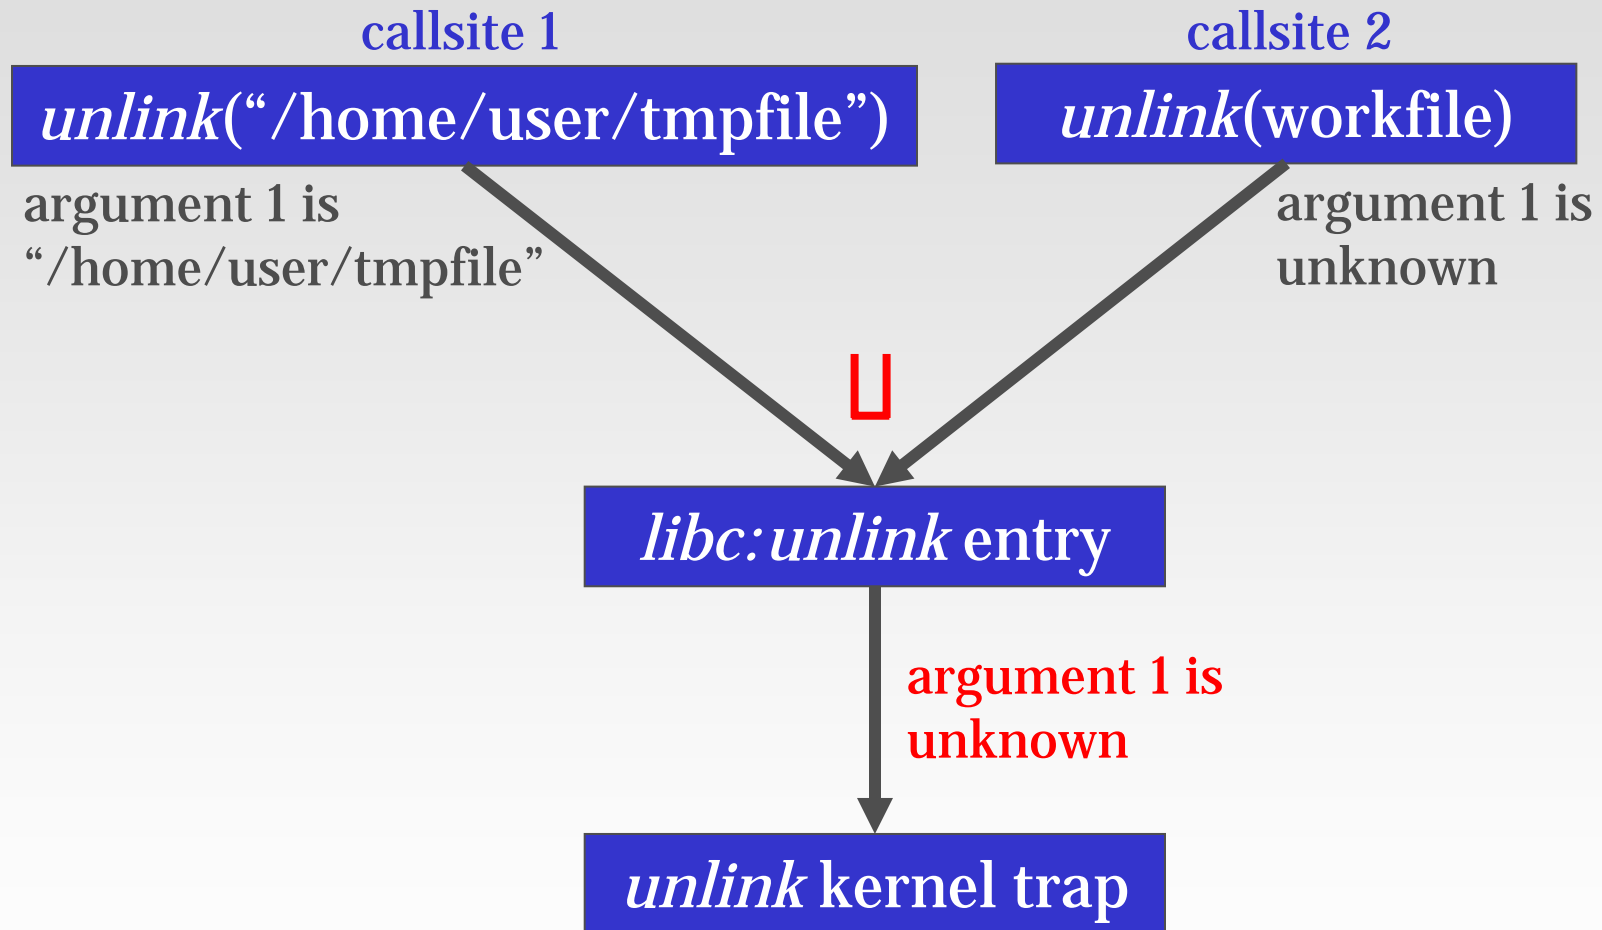 callsite 1
callsite 2
unlink(“/home/user/tmpfile”)
unlink(workfile)
argument 1 is
“/home/user/tmpfile”
argument 1 is
unknown
⊔
libc:unlink entry
argument 1 is
unknown
unlink kernel trap